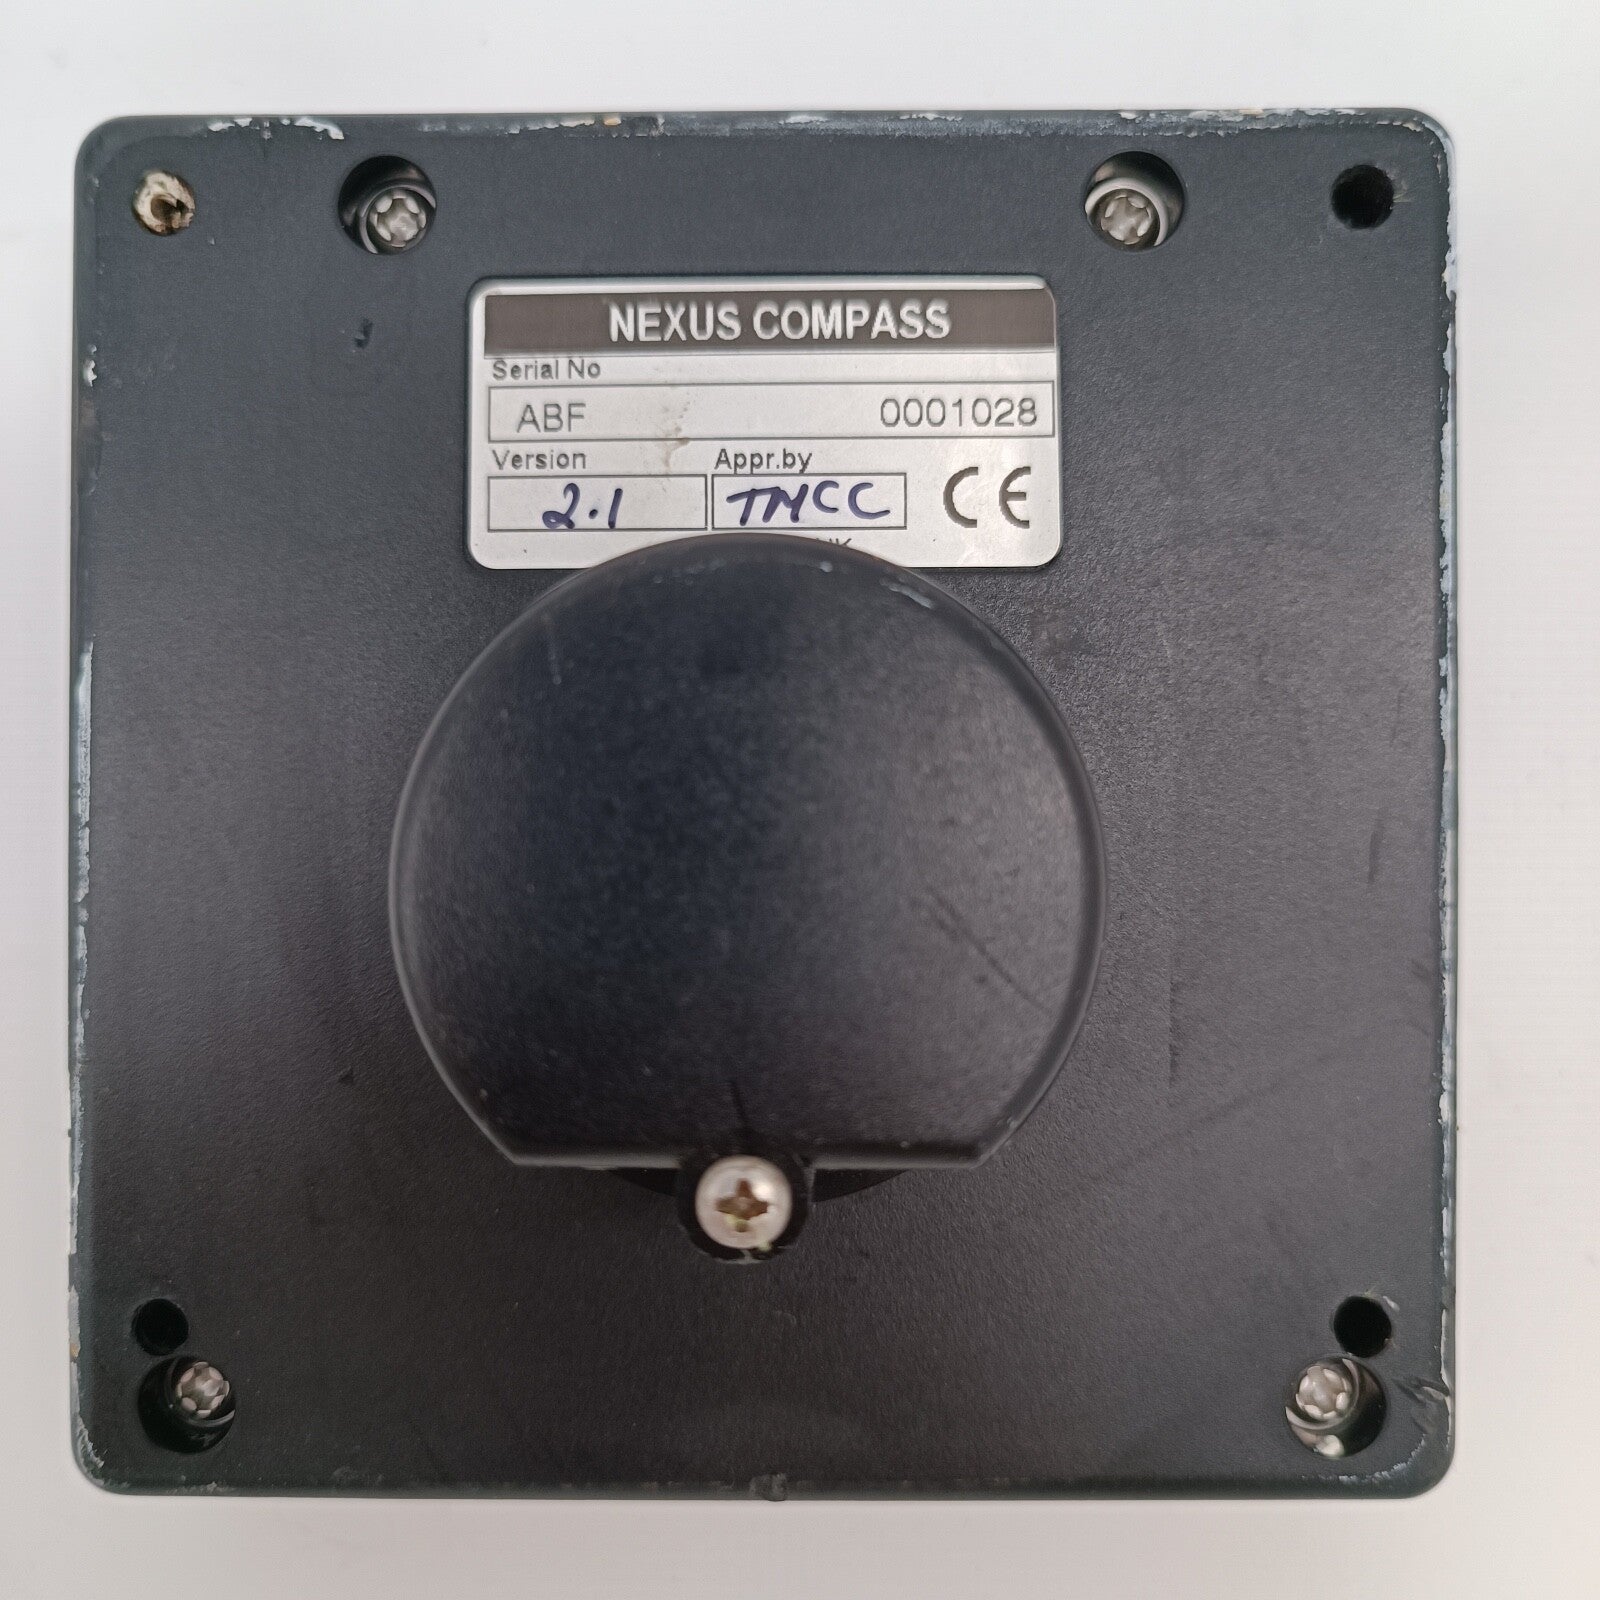 NEXUS COMPASS
Serial No
ABF 0001028
Version Appr.by
2.1 TMCC CE